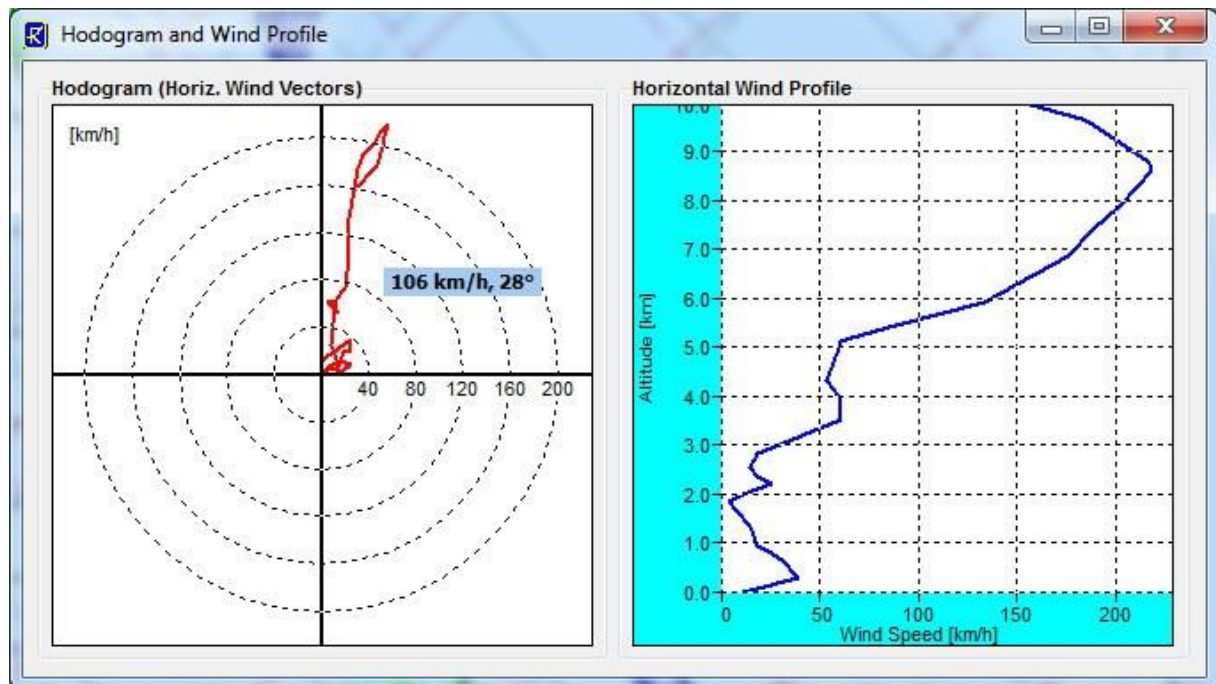 Hodogram and Wind Profile
Hodogram (Horiz. Wind Vectors)
[km/h]
106 km/h, 28°
40 80 120 160 200
Horizontal Wind Profile
10.0
9.0
8.0
7.0
6.0
5.0
4.0
3.0
2.0
1.0
0.0
Altitude [km]
0 50 100 150 200
Wind Speed [km/h]